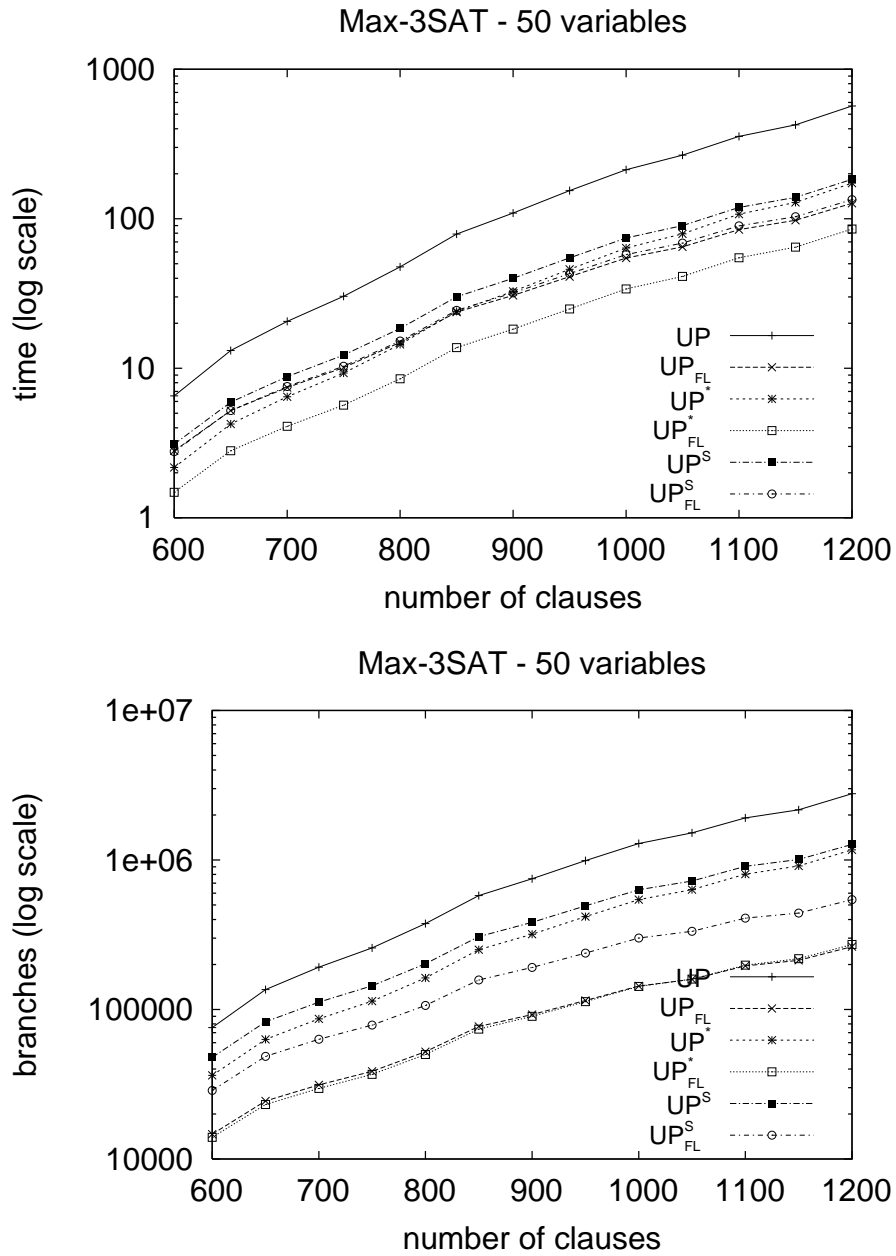 Max-3SAT - 50 variables
1000
100
10
1
time (log scale)
UP
UP_FL
UP*
UP*_FL
UP^S
UP^S_FL
600 700 800 900 1000 1100 1200
number of clauses
Max-3SAT - 50 variables
1e+07
1e+06
100000
10000
branches (log scale)
UP
UP_FL
UP*
UP*_FL
UP^S
UP^S_FL
600 700 800 900 1000 1100 1200
number of clauses